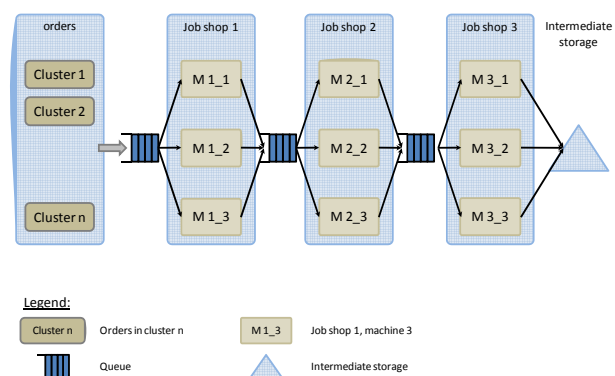 orders
Job shop 1
Job shop 2
Job shop 3
Intermediate
storage
Cluster 1
Cluster 2
Cluster n
M 1_1
M 2_1
M 3_1
M 1_2
M 2_2
M 3_2
M 1_3
M 2_3
M 3_3
Legend:
Cluster n
Orders in cluster n
M 1_3
Job shop 1, machine 3
Queue
Intermediate storage